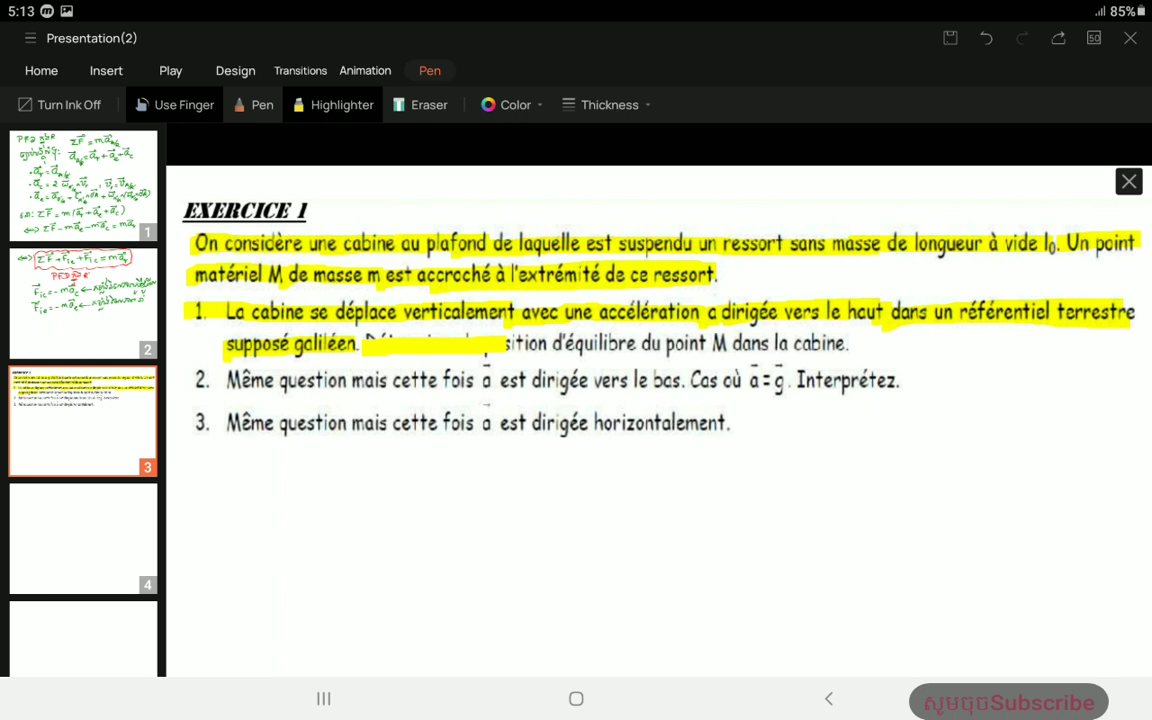 5:13
85%
Presentation(2)
50
Home Insert Play Design Transitions Animation Pen
Turn Ink Off Use Finger Pen Highlighter Eraser Color Thickness
1
2
3
4
EXERCICE 1
On considère une cabine au plafond de laquelle est suspendu un ressort sans masse de longueur à vide l₀. Un point
matériel M de masse m est accroché à l'extrémité de ce ressort.
1. La cabine se déplace verticalement avec une accélération a dirigée vers le haut dans un référentiel terrestre
supposé galiléen. sition d'équilibre du point M dans la cabine.
2. Même question mais cette fois a⃗ est dirigée vers le bas. Cas où a⃗ = g⃗. Interprétez.
3. Même question mais cette fois a⃗ est dirigée horizontalement.
សូមចុចSubscribe